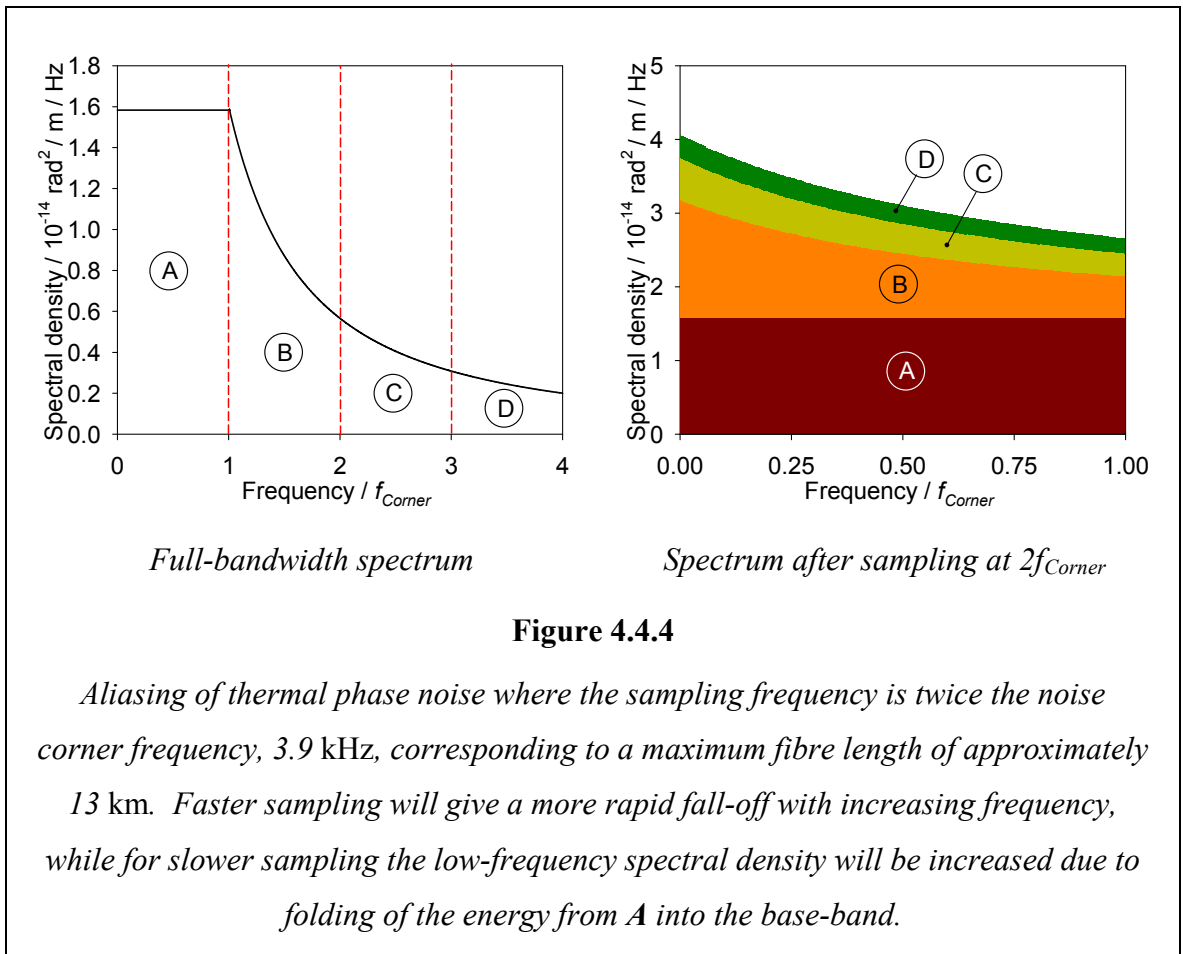 Spectral density / 10⁻¹⁴ rad² / m / Hz
1.8
1.6
1.4
1.2
1.0
0.8
0.6
0.4
0.2
0.0
A
B
C
D
0 1 2 3 4
Frequency / f_Corner
Full-bandwidth spectrum
Spectral density / 10⁻¹⁴ rad² / m / Hz
5
4
3
2
1
0
D
C
B
A
0.00 0.25 0.50 0.75 1.00
Frequency / f_Corner
Spectrum after sampling at 2f_Corner
Figure 4.4.4
Aliasing of thermal phase noise where the sampling frequency is twice the noise
corner frequency, 3.9 kHz, corresponding to a maximum fibre length of approximately
13 km. Faster sampling will give a more rapid fall-off with increasing frequency,
while for slower sampling the low-frequency spectral density will be increased due to
folding of the energy from A into the base-band.